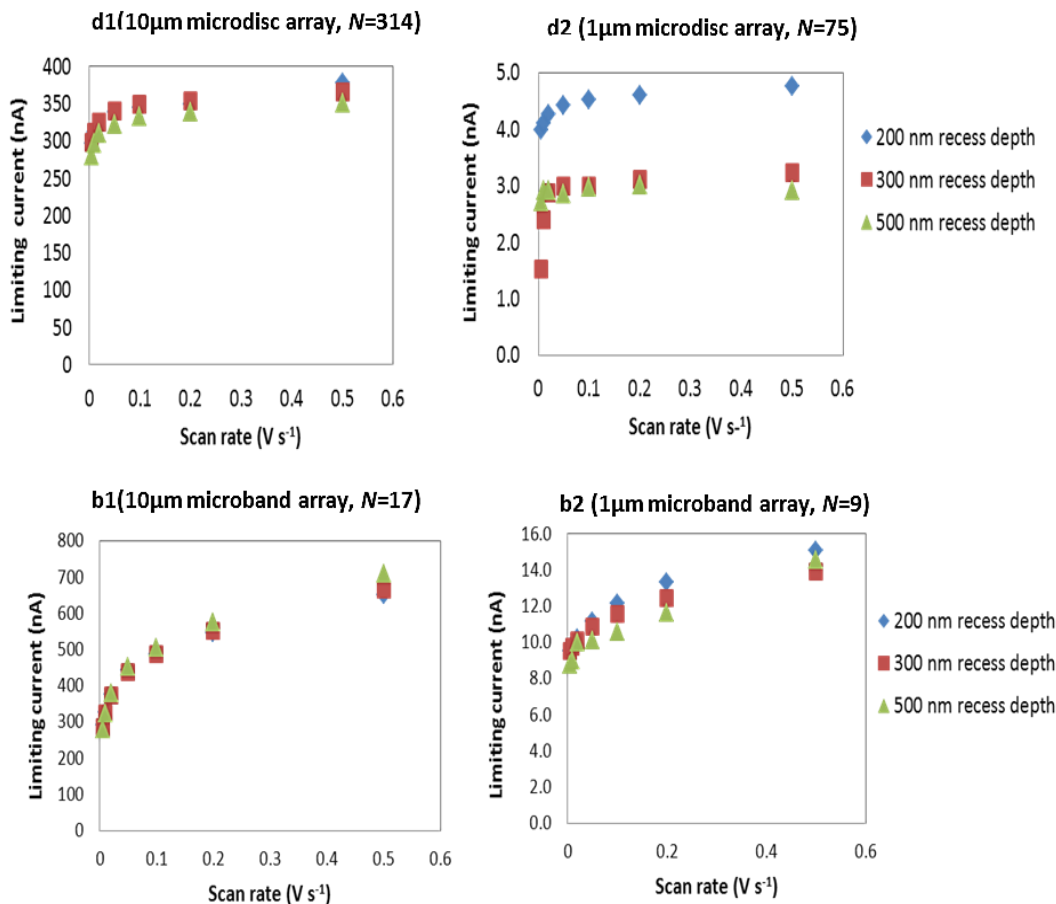 d1(10µm microdisc array, N=314)
Limiting current (nA)
400
350
300
250
200
150
100
50
0
0 0.1 0.2 0.3 0.4 0.5 0.6
Scan rate (V s⁻¹)
d2 (1µm microdisc array, N=75)
Limiting current (nA)
5.0
4.0
3.0
2.0
1.0
0.0
0 0.1 0.2 0.3 0.4 0.5 0.6
Scan rate (V s-¹)
200 nm recess depth
300 nm recess depth
500 nm recess depth
b1(10µm microband array, N=17)
Limiting current (nA)
800
700
600
500
400
300
200
100
0
0 0.1 0.2 0.3 0.4 0.5 0.6
Scan rate (V s⁻¹)
b2 (1µm microband array, N=9)
Limiting current (nA)
16.0
14.0
12.0
10.0
8.0
6.0
4.0
2.0
0.0
0 0.2 0.4 0.6
Scan rate (V s⁻¹)
200 nm recess depth
300 nm recess depth
500 nm recess depth